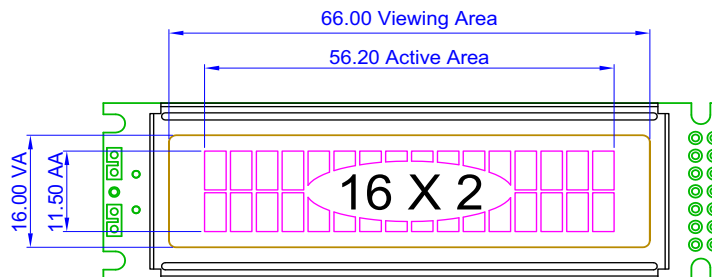 66.00 Viewing Area
56.20 Active Area
16.00 VA
11.50 AA
16 X 2